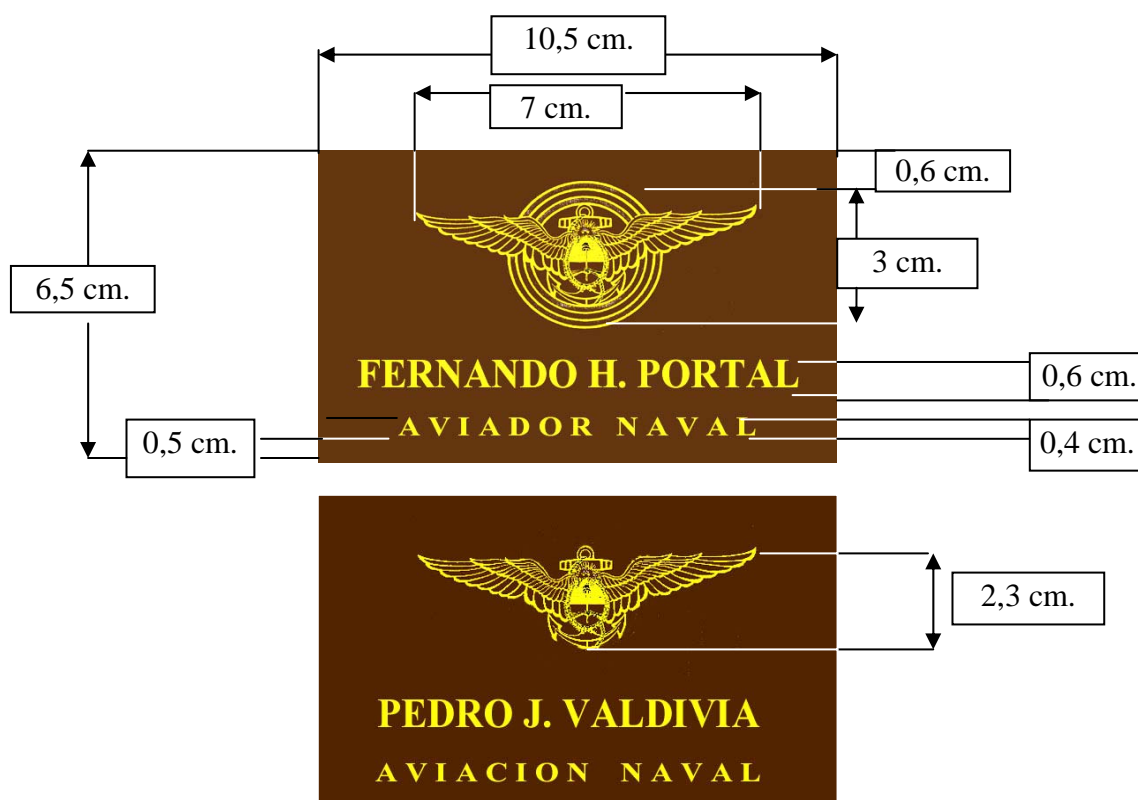 10,5 cm.
7 cm.
0,6 cm.
6,5 cm.
3 cm.
FERNANDO H. PORTAL
0,6 cm.
AVIADOR NAVAL
0,5 cm.
0,4 cm.
2,3 cm.
PEDRO J. VALDIVIA
AVIACION NAVAL